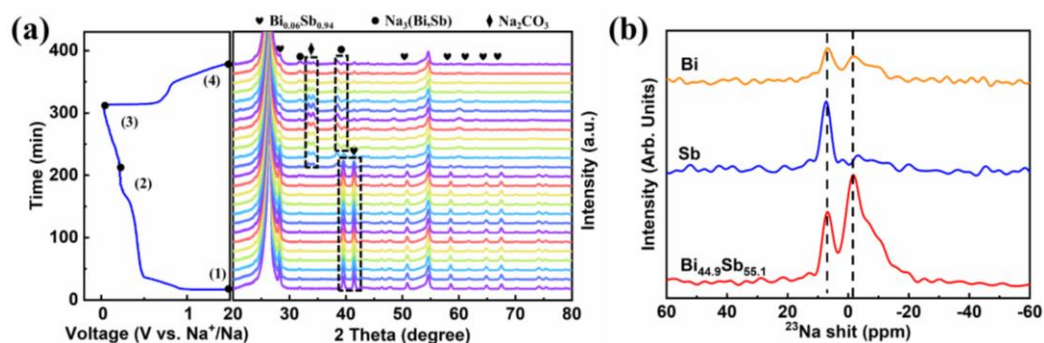 (a)
♥ Bi₀.₀₆Sb₀.₉₄ ● Na₃(Bi,Sb) ♦ Na₂CO₃
400
300
200
100
0
Time (min)
(4)
(3)
(2)
(1)
0
1
Voltage (V vs. Na⁺/Na)
30 40 50 60 70 80
2 Theta (degree)
Intensity (a.u.)
(b)
Bi
Sb
Bi₄₄.₉Sb₅₅.₁
Intensity (Arb. Units)
60 40 20 0 -20 -40 -60
²³Na shit (ppm)